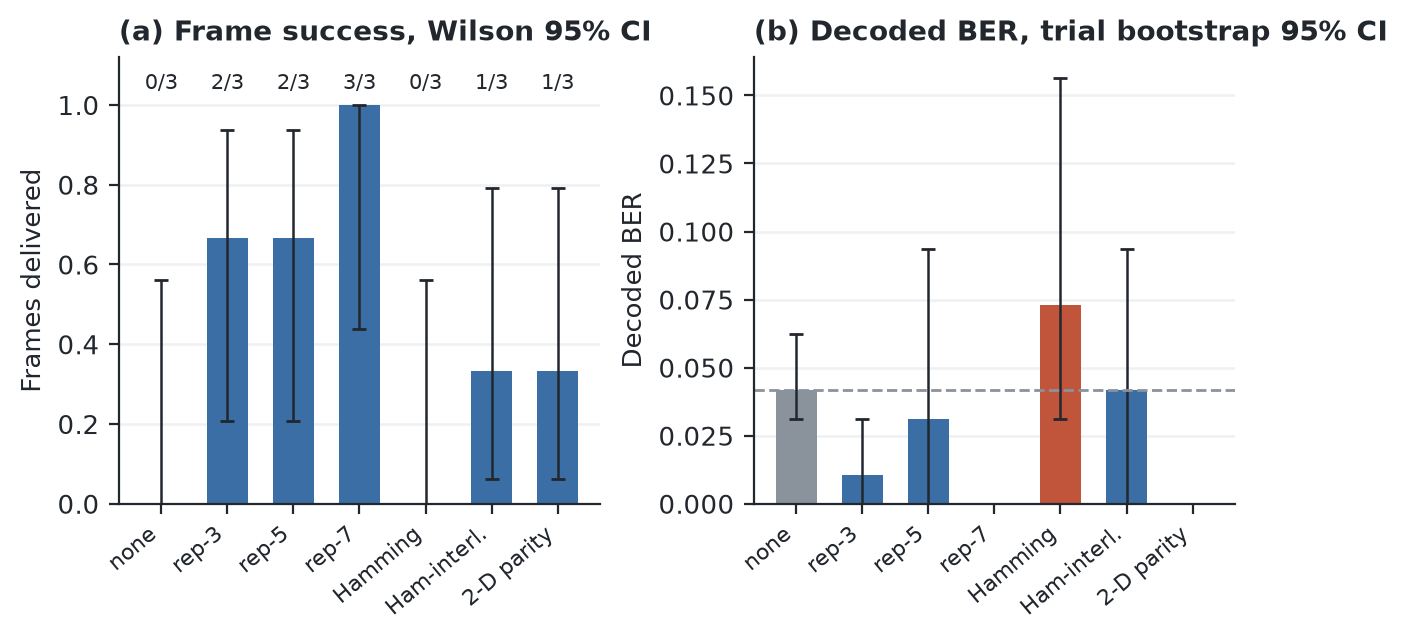 (a) Frame success, Wilson 95% CI
0/3 2/3 2/3 3/3 0/3 1/3 1/3
Frames delivered
1.0
0.8
0.6
0.4
0.2
0.0
none rep-3 rep-5 rep-7 Hamming Ham-interl. 2-D parity
(b) Decoded BER, trial bootstrap 95% CI
Decoded BER
0.150
0.125
0.100
0.075
0.050
0.025
0.000
none rep-3 rep-5 rep-7 Hamming Ham-interl. 2-D parity